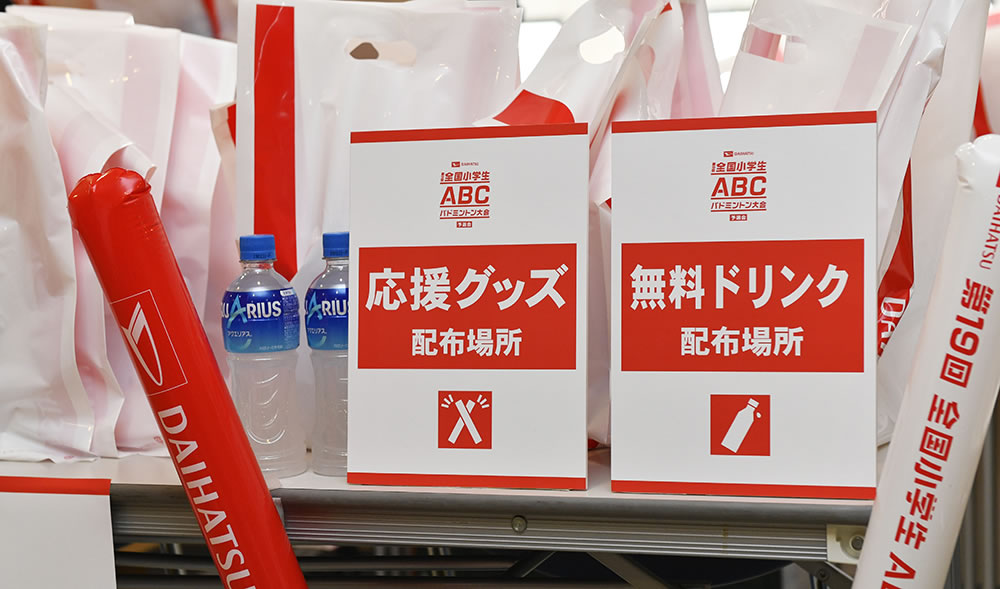 DAIHATSU
全国小学生
ABC
バドミントン大会
予選会
応援グッズ
配布場所
DAIHATSU
全国小学生
ABC
バドミントン大会
予選会
無料ドリンク
配布場所
ARIUS
アクエリアス
ARIUS
DAIHATSU
DAIHATSU
第19回 全国小学生 A